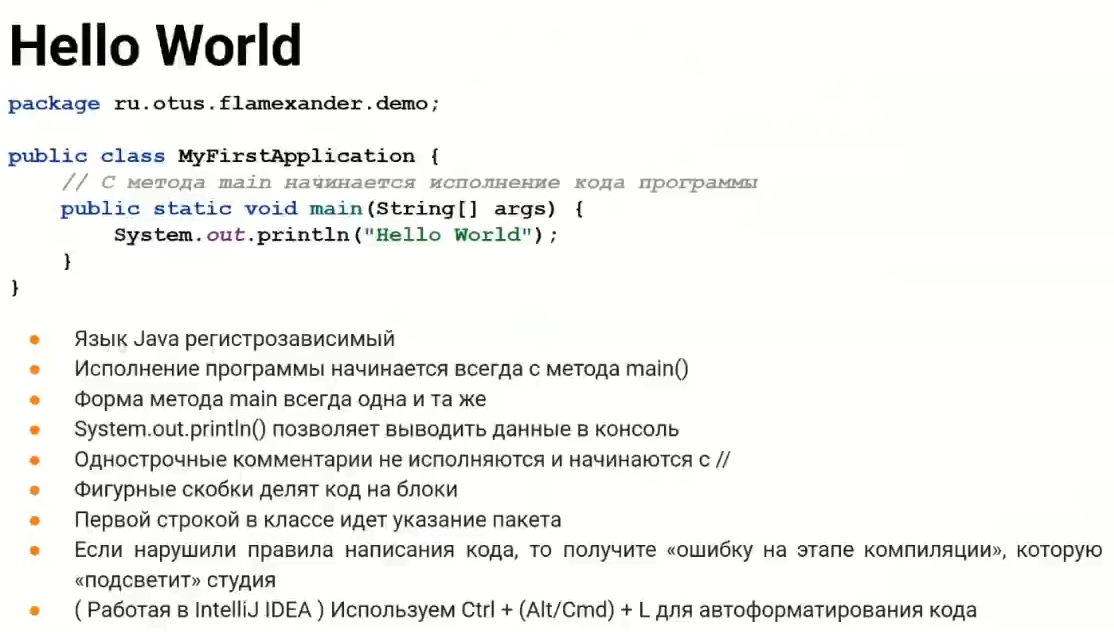 Hello World
package ru.otus.flamexander.demo;
public class MyFirstApplication {
// С метода main начинается исполнение кода программы
public static void main(String[] args) {
System.out.println("Hello World");
}
}
Язык Java регистрозависимый
Исполнение программы начинается всегда с метода main()
Форма метода main всегда одна и та же
System.out.println() позволяет выводить данные в консоль
Однострочные комментарии не исполняются и начинаются с //
Фигурные скобки делят код на блоки
Первой строкой в классе идет указание пакета
Если нарушили правила написания кода, то получите «ошибку на этапе компиляции», которую
«подсветит» студия
( Работая в IntelliJ IDEA ) Используем Ctrl + (Alt/Cmd) + L для автоформатирования кода